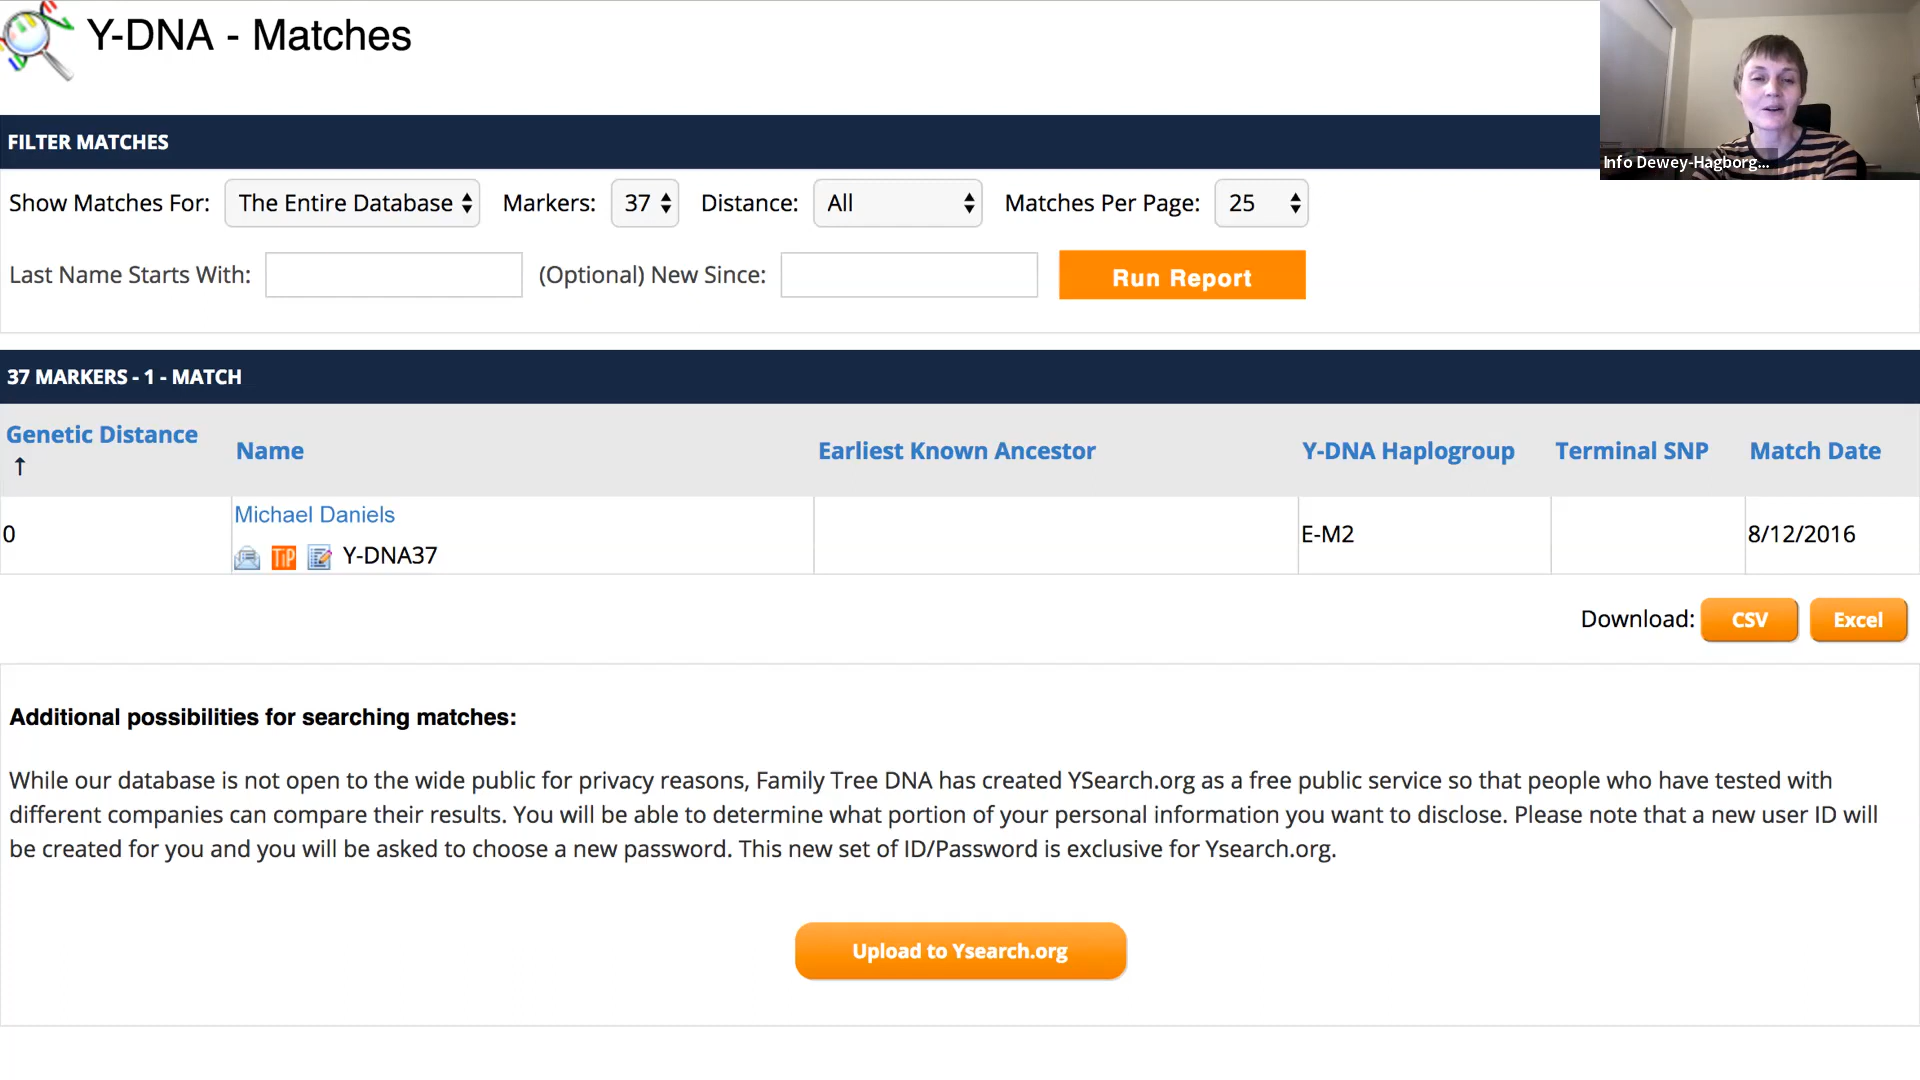 Y-DNA - Matches
Info Dewey-Hagborg...
FILTER MATCHES
Show Matches For: The Entire Database Markers: 37 Distance: All Matches Per Page: 25
Last Name Starts With: (Optional) New Since: Run Report
37 MARKERS - 1 - MATCH
Genetic Distance ↑ Name Earliest Known Ancestor Y-DNA Haplogroup Terminal SNP Match Date
Michael Daniels
0 E-M2 8/12/2016
TiP Y-DNA37
Download: CSV Excel
Additional possibilities for searching matches:
While our database is not open to the wide public for privacy reasons, Family Tree DNA has created YSearch.org as a free public service so that people who have tested with
different companies can compare their results. You will be able to determine what portion of your personal information you want to disclose. Please note that a new user ID will
be created for you and you will be asked to choose a new password. This new set of ID/Password is exclusive for Ysearch.org.
Upload to Ysearch.org